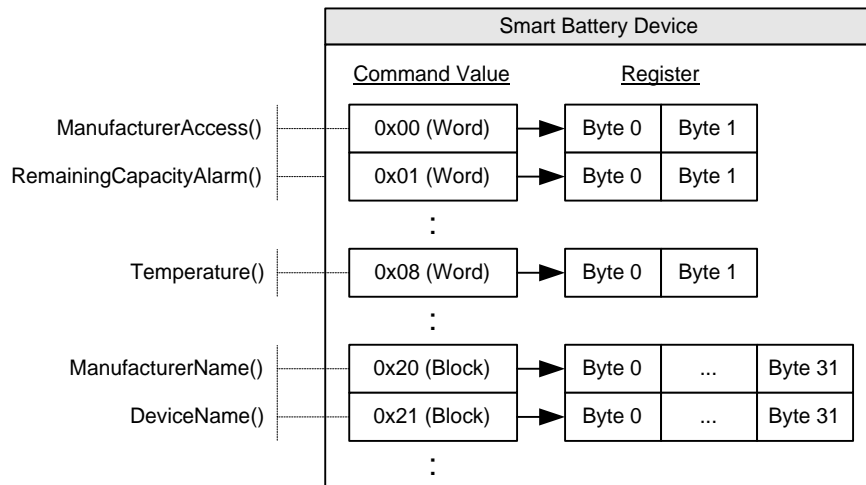 Smart Battery Device
Command Value Register
ManufacturerAccess() 0x00 (Word) Byte 0 Byte 1
RemainingCapacityAlarm() 0x01 (Word) Byte 0 Byte 1
:
Temperature() 0x08 (Word) Byte 0 Byte 1
:
ManufacturerName() 0x20 (Block) Byte 0 ... Byte 31
DeviceName() 0x21 (Block) Byte 0 ... Byte 31
: